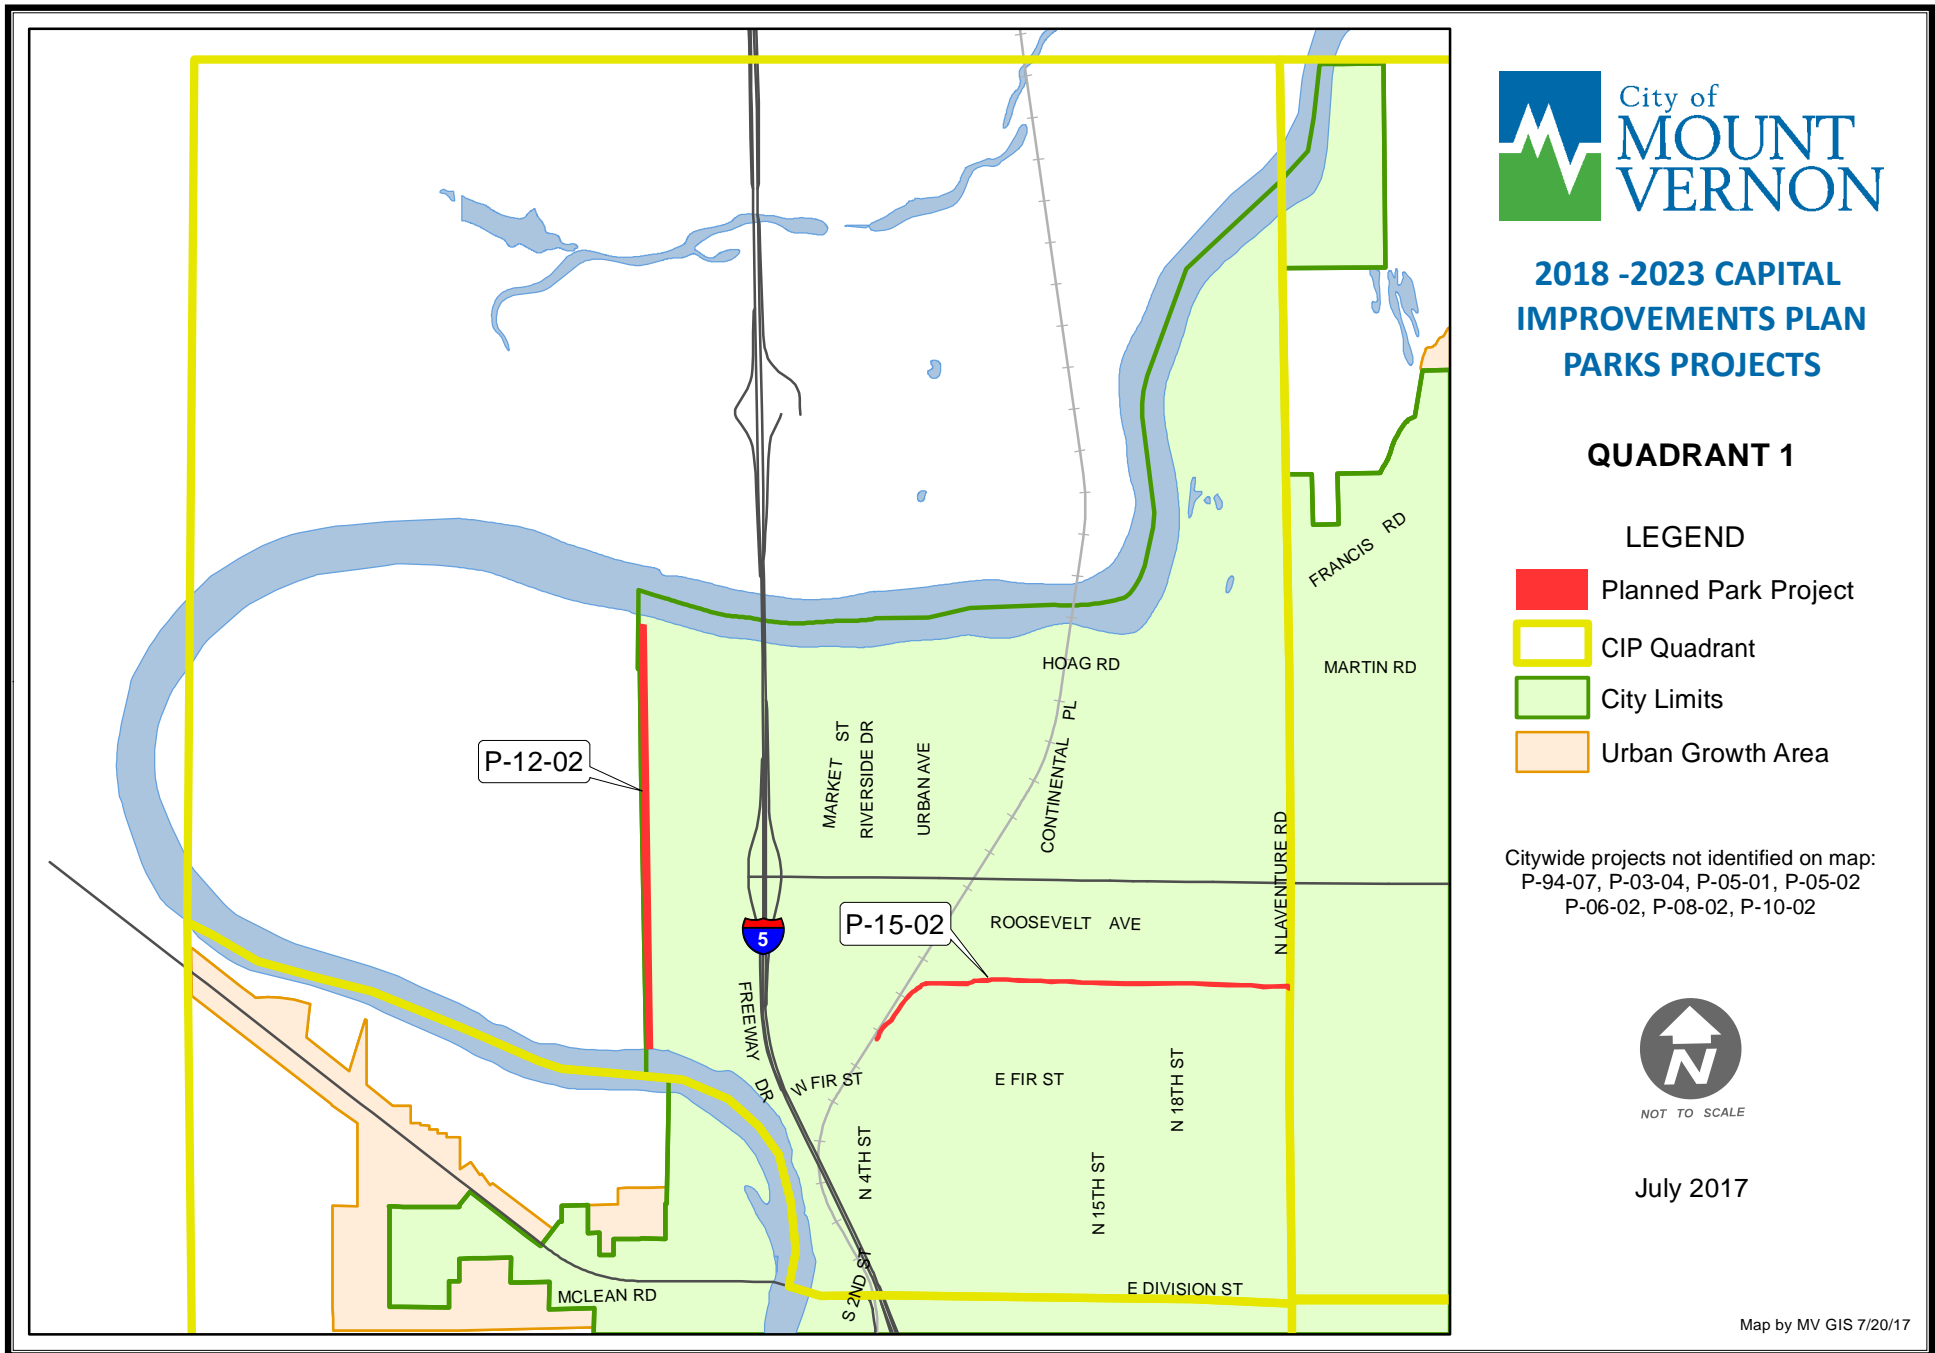 City of
MOUNT
VERNON
2018 -2023 CAPITAL
IMPROVEMENTS PLAN
PARKS PROJECTS
QUADRANT 1
LEGEND
Planned Park Project
CIP Quadrant
City Limits
Urban Growth Area
Citywide projects not identified on map:
P-94-07, P-03-04, P-05-01, P-05-02
P-06-02, P-08-02, P-10-02
N
NOT TO SCALE
July 2017
Map by MV GIS 7/20/17
FRANCIS RD
HOAG RD
MARTIN RD
P-12-02
MARKET ST
RIVERSIDE DR
URBAN AVE
CONTINENTAL PL
N LAVENTURE RD
5
P-15-02
ROOSEVELT AVE
FREEWAY DR
W FIR ST
E FIR ST
N 18TH ST
N 4TH ST
N 15TH ST
S 2ND ST
E DIVISION ST
MCLEAN RD